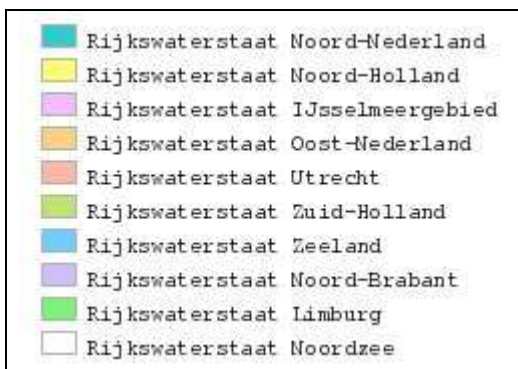 Rijkswaterstaat Noord-Nederland
Rijkswaterstaat Noord-Holland
Rijkswaterstaat IJsselmeergebied
Rijkswaterstaat Oost-Nederland
Rijkswaterstaat Utrecht
Rijkswaterstaat Zuid-Holland
Rijkswaterstaat Zeeland
Rijkswaterstaat Noord-Brabant
Rijkswaterstaat Limburg
Rijkswaterstaat Noordzee